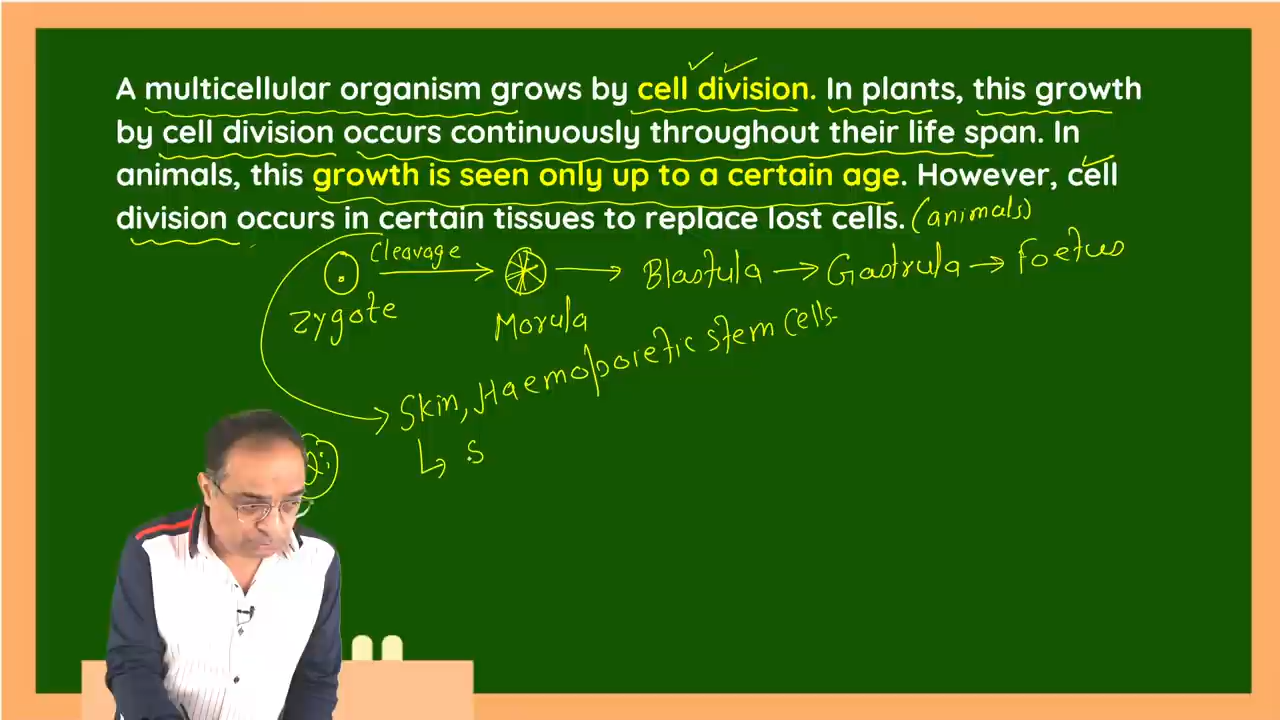 A multicellular organism grows by cell division. In plants, this growth
by cell division occurs continuously throughout their life span. In
animals, this growth is seen only up to a certain age. However, cell
division occurs in certain tissues to replace lost cells. (animals)
Cleavage
Zygote Morula → Blastula → Gastrula → Foetus
Skin, Haemopoietic stem cells
↳ S